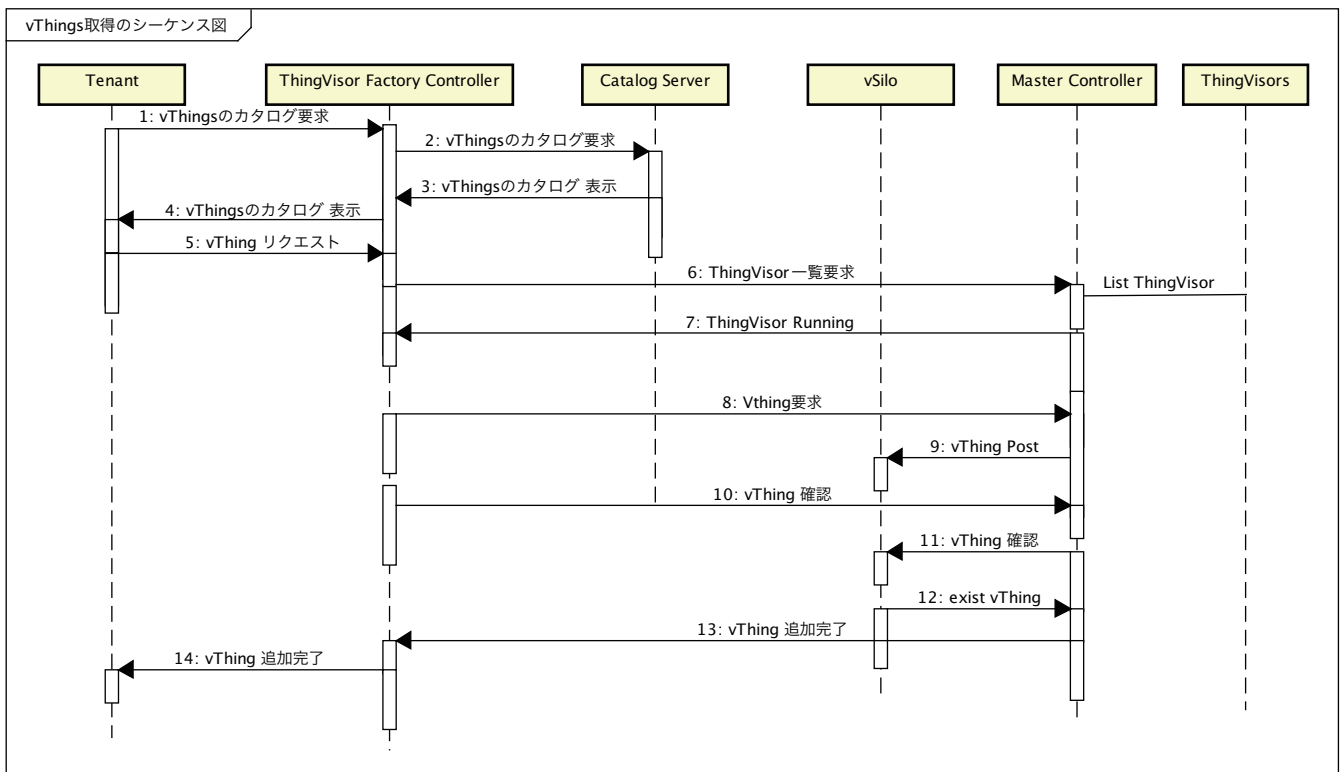 vThings取得のシーケンス図
Tenant
ThingVisor Factory Controller
Catalog Server
vSilo
Master Controller
ThingVisors
1: vThingsのカタログ要求
2: vThingsのカタログ要求
3: vThingsのカタログ 表示
4: vThingsのカタログ 表示
5: vThing リクエスト
6: ThingVisor一覧要求
List ThingVisor
7: ThingVisor Running
8: Vthing要求
9: vThing Post
10: vThing 確認
11: vThing 確認
12: exist vThing
13: vThing 追加完了
14: vThing 追加完了